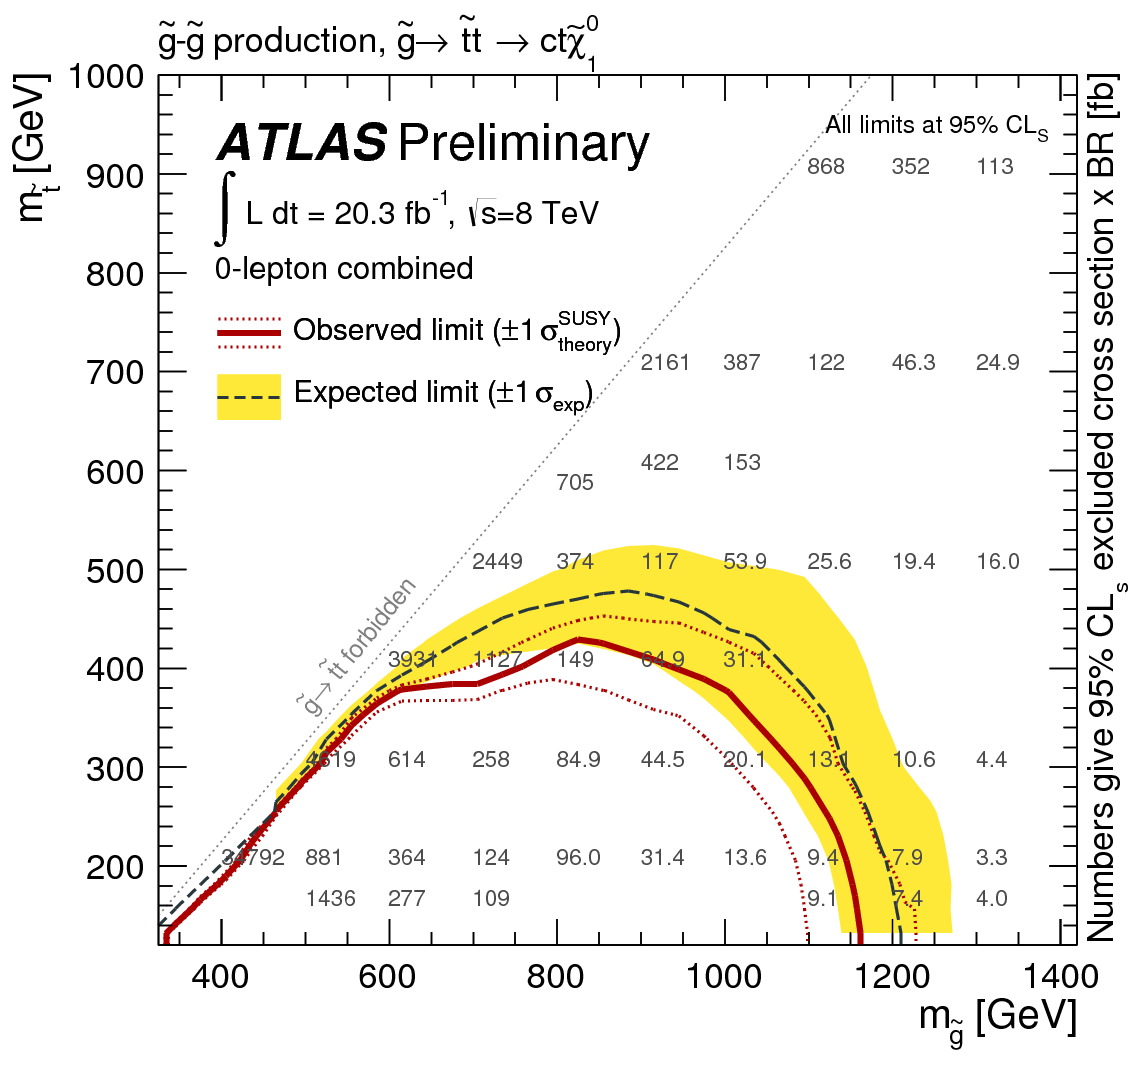 g̃-g̃ production, g̃→ t̃t → ctχ̃₁⁰
m_t̃ [GeV]
1000
900
800
700
600
500
400
300
200
ATLAS Preliminary
∫ L dt = 20.3 fb⁻¹, √s=8 TeV
0-lepton combined
Observed limit (±1 σ^SUSY_theory)
Expected limit (±1 σ_exp)
All limits at 95% CL_S
g̃→ t̃t forbidden
868 352 113
2161 387 122 46.3 24.9
422 153
705
2449 374 117 53.9 25.6 19.4 16.0
3931 1127 149 64.9 31.1
4619 614 258 84.9 44.5 20.1 13.1 10.6 4.4
34792 881 364 124 96.0 31.4 13.6 9.4 7.9 3.3
1436 277 109 9.1 7.4 4.0
400 600 800 1000 1200 1400
m_g̃ [GeV]
Numbers give 95% CL_s excluded cross section x BR [fb]